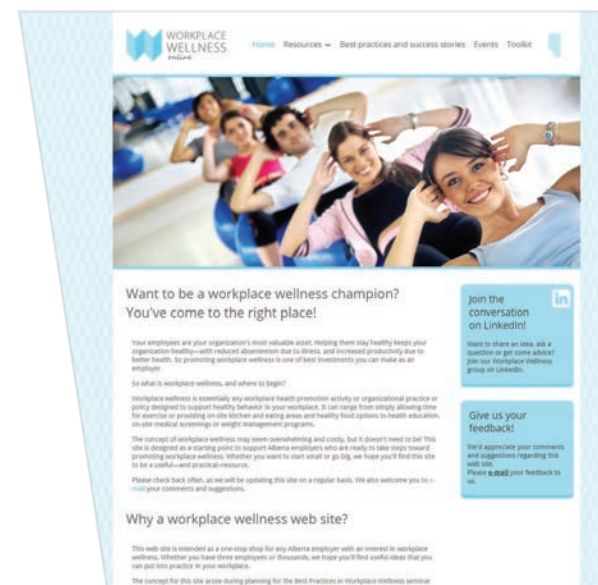 WORKPLACE
WELLNESS
online
Home Resources Best practices and success stories Events Toolkit
Want to be a workplace wellness champion?
You've come to the right place!
Your employees are your organization's most valuable asset. Helping them stay healthy keeps your
organization healthy—with reduced absenteeism due to illness, and increased productivity due to
better health. So promoting workplace wellness is one of best investments you can make as an
employer.
So what is workplace wellness, and where to begin?
Workplace wellness is essentially any workplace health promotion activity or organizational practice or
policy designed to support healthy behavior in your workplace. It can range from simply allowing time
for exercise or providing on-site kitchen and eating areas and healthy food options to health education,
on-site medical screenings or weight management programs.
The concept of workplace wellness may seem overwhelming and costly, but it doesn't need to be! This
site is designed as a starting point to support Alberta employers who are ready to take steps toward
promoting workplace wellness. Whether you want to start small or go big, we hope you'll find this site
to be a useful—and practical–resource.
Please check back often, as we will be updating this site on a regular basis. We also welcome you to e-
mail your comments and suggestions.
Why a workplace wellness web site?
This web site is intended as a one-stop shop for any Alberta employer with an interest in workplace
wellness. Whether you have three employees or thousands, we hope you'll find useful ideas that you
can put into practice in your workplace.
The concept for this site arose during planning for the Best Practices in Workplace Wellness seminar
Join the
conversation
on LinkedIn!
in
Want to share an idea, ask a
question or get some advice?
Join our Workplace Wellness
group on LinkedIn.
Give us your
feedback!
We'd appreciate your comments
and suggestions regarding this
web site.
Please e-mail your feedback to
us.